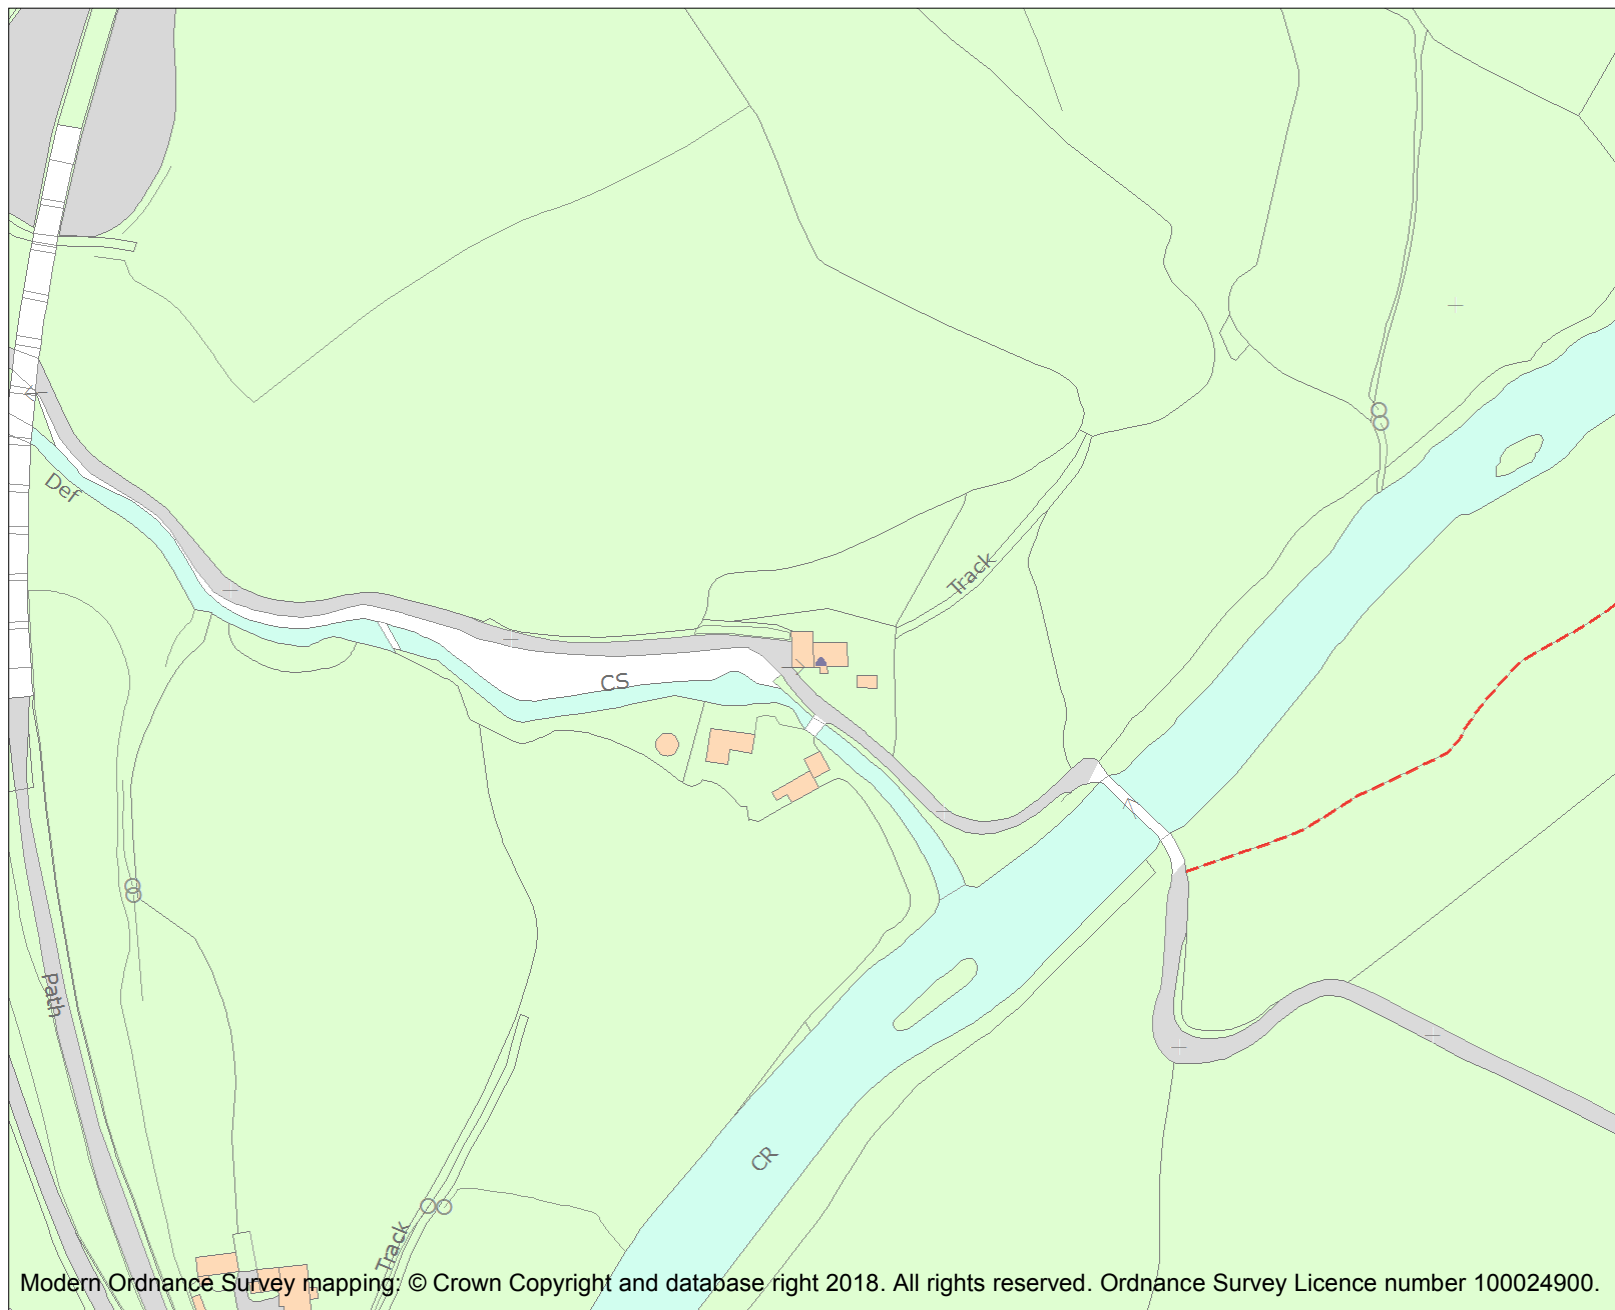 Def
Track
CS
Path
CR
Track
Modern Ordnance Survey mapping: © Crown Copyright and database right 2018. All rights reserved. Ordnance Survey Licence number 100024900.